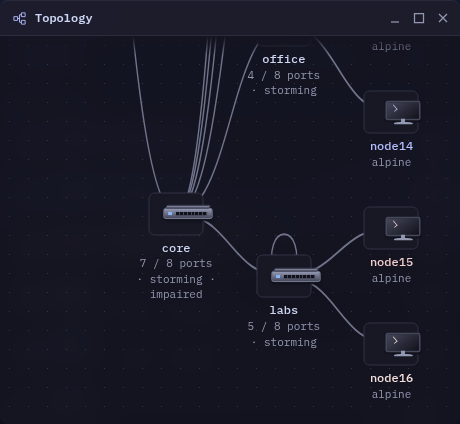 Topology
alpine
office
4 / 8 ports
· storming
node14
alpine
core
7 / 8 ports
· storming ·
impaired
node15
alpine
labs
5 / 8 ports
· storming
node16
alpine